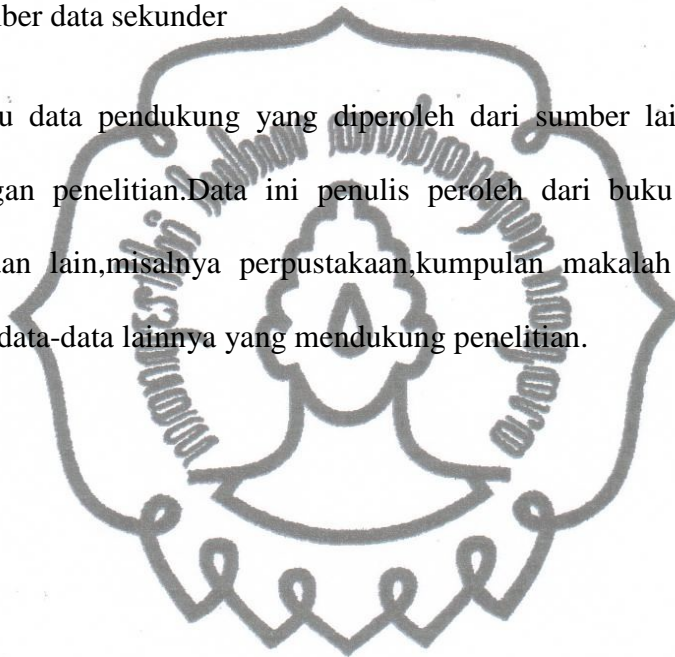 ber data sekunder
u data pendukung yang diperoleh dari sumber lai
gan penelitian.Data ini penulis peroleh dari buku
an lain,misalnya perpustakaan,kumpulan makalah
data-data lainnya yang mendukung penelitian.